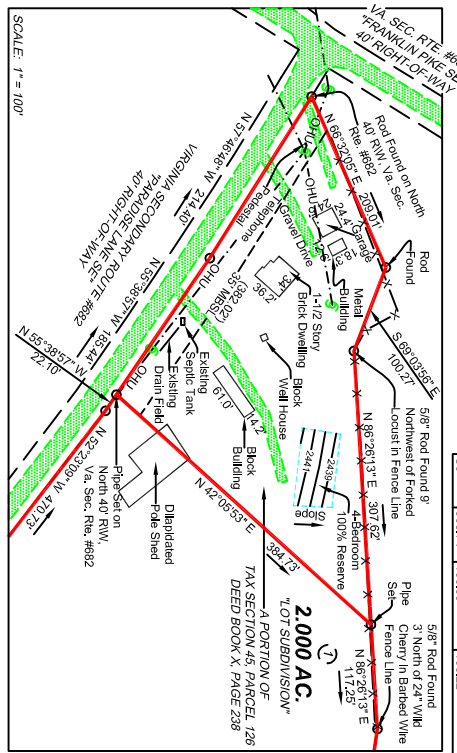 VA. SEC. RTE. #6
"FRANKLIN PIKE SE
40' RIGHT-OF-WAY
Rod Found on North
40' R/W, Va. Sec.
Rte. #682
N 66°32'05" E
209.01'
Rod
Found
S 69°03'56" E
100.27'
5/8" Rod Found 9'
Northwest of Forked
Locust in Fence Line
N 86°26'13" E
307.62'
Pipe
Set
5/8" Rod Found
3' North of 24" Wild
Cherry in Barbed Wire
Fence Line
N 86°26'13" E
117.25'
OHU
OHU
24.4'
Garage
Metal
Building
Gravel Drive
Telephone
Pedestal
1-1/2 Story
Brick Dwelling
34'
36.2'
Block
Well House
2439
2441
4-Bedroom
100% Reserve
Slope
2.000 AC.
"LOT SUBDIVISION"
A PORTION OF
TAX SECTION 45, PARCEL 126
DEED BOOK X, PAGE 238
35' MBSL
(382.02')
OHU
Existing
Septic Tank
Existing
Drain Field
61.0'
14.2'
Block
Building
OHU
N 42°05'53" E
384.73'
Dilapidated
Pole Shed
Pipe Set on
North 40' R/W,
Va. Sec. Rte. #682
N 57°46'48" W
214.40'
N 55°38'57" W
185.44'
VIRGINIA SECONDARY ROUTE #682
"PARADISE LANE SE"
40' RIGHT-OF-WAY
N 55°38'57" W
22.10'
N 52°23'09" W
470.73'
SCALE: 1" = 100'